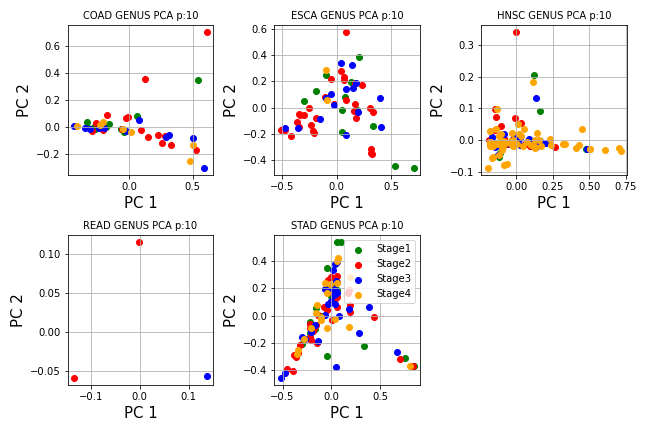 COAD GENUS PCA p:10
PC 2
0.6
0.4
0.2
0.0
−0.2
0.0
0.5
PC 1
ESCA GENUS PCA p:10
PC 2
0.6
0.4
0.2
0.0
−0.2
−0.4
−0.5
0.0
0.5
PC 1
HNSC GENUS PCA p:10
PC 2
0.3
0.2
0.1
0.0
−0.1
0.00
0.25
0.50
0.75
PC 1
READ GENUS PCA p:10
PC 2
0.10
0.05
0.00
−0.05
−0.1
0.0
0.1
PC 1
STAD GENUS PCA p:10
PC 2
0.4
0.2
0.0
−0.2
−0.4
−0.5
0.0
0.5
PC 1
Stage1
Stage2
Stage3
Stage4